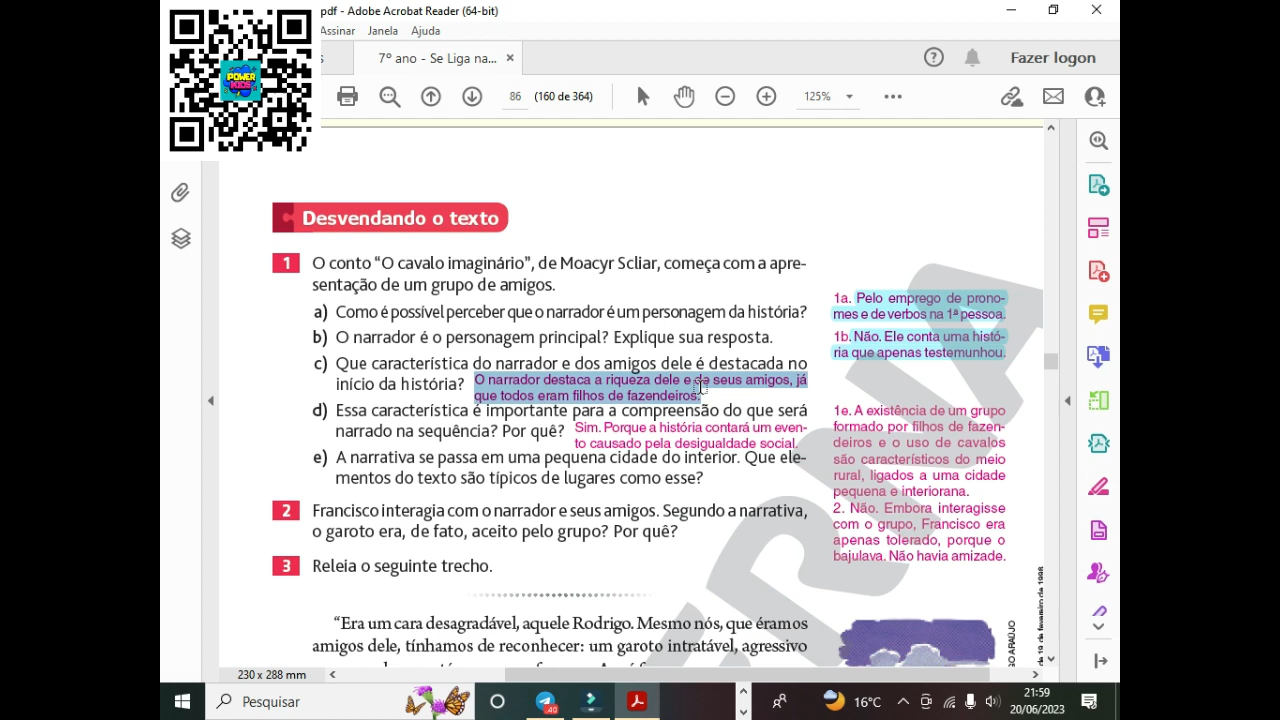 POWER KIDS
pdf - Adobe Acrobat Reader (64-bit)
Assinar Janela Ajuda
s
7º ano - Se Liga na... ×
Fazer logon
86 (160 de 364)
125%
Desvendando o texto
1 O conto “O cavalo imaginário”, de Moacyr Scliar, começa com a apre-
sentação de um grupo de amigos.
a) Como é possível perceber que o narrador é um personagem da história?
b) O narrador é o personagem principal? Explique sua resposta.
c) Que característica do narrador e dos amigos dele é destacada no
início da história?
O narrador destaca a riqueza dele e de seus amigos, já
que todos eram filhos de fazendeiros.
d) Essa característica é importante para a compreensão do que será
narrado na sequência? Por quê?
Sim. Porque a história contará um even-
to causado pela desigualdade social.
e) A narrativa se passa em uma pequena cidade do interior. Que ele-
mentos do texto são típicos de lugares como esse?
2 Francisco interagia com o narrador e seus amigos. Segundo a narrativa,
o garoto era, de fato, aceito pelo grupo? Por quê?
3 Releia o seguinte trecho.
“Era um cara desagradável, aquele Rodrigo. Mesmo nós, que éramos
amigos dele, tínhamos de reconhecer: um garoto intratável, agressivo
1a. Pelo emprego de prono-
mes e de verbos na 1ª pessoa.
1b. Não. Ele conta uma histó-
ria que apenas testemunhou.
1e. A existência de um grupo
formado por filhos de fazen-
deiros e o uso de cavalos
são característicos do meio
rural, ligados a uma cidade
pequena e interiorana.
2. Não. Embora interagisse
com o grupo, Francisco era
apenas tolerado, porque o
bajulava. Não havia amizade.
GO ARAÚJO
de 19 de fevereiro de 1998
230 x 288 mm
Pesquisar
40
16°C
21:59
20/06/2023